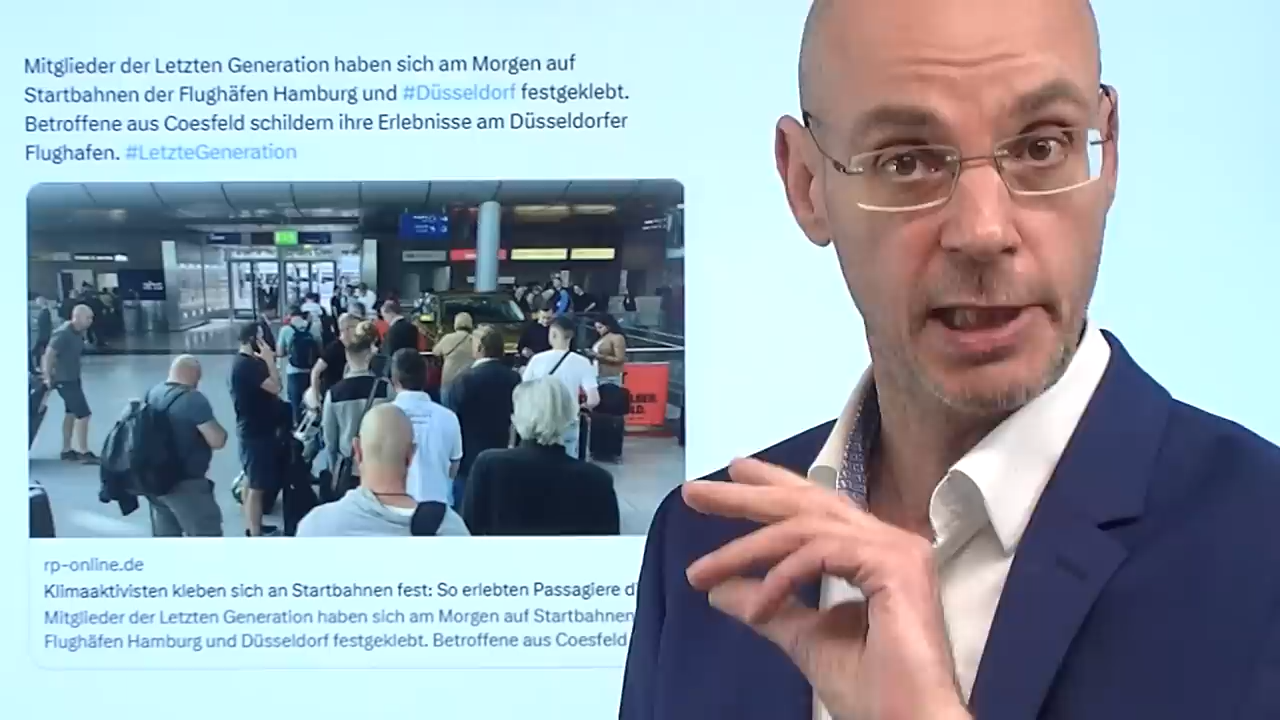 Mitglieder der Letzten Generation haben sich am Morgen auf
Startbahnen der Flughäfen Hamburg und #Düsseldorf festgeklebt.
Betroffene aus Coesfeld schildern ihre Erlebnisse am Düsseldorfer
Flughafen. #LetzteGeneration
rp-online.de
Klimaaktivisten kleben sich an Startbahnen fest: So erlebten Passagiere d
Mitglieder der Letzten Generation haben sich am Morgen auf Startbahnen
Flughäfen Hamburg und Düsseldorf festgeklebt. Betroffene aus Coesfeld